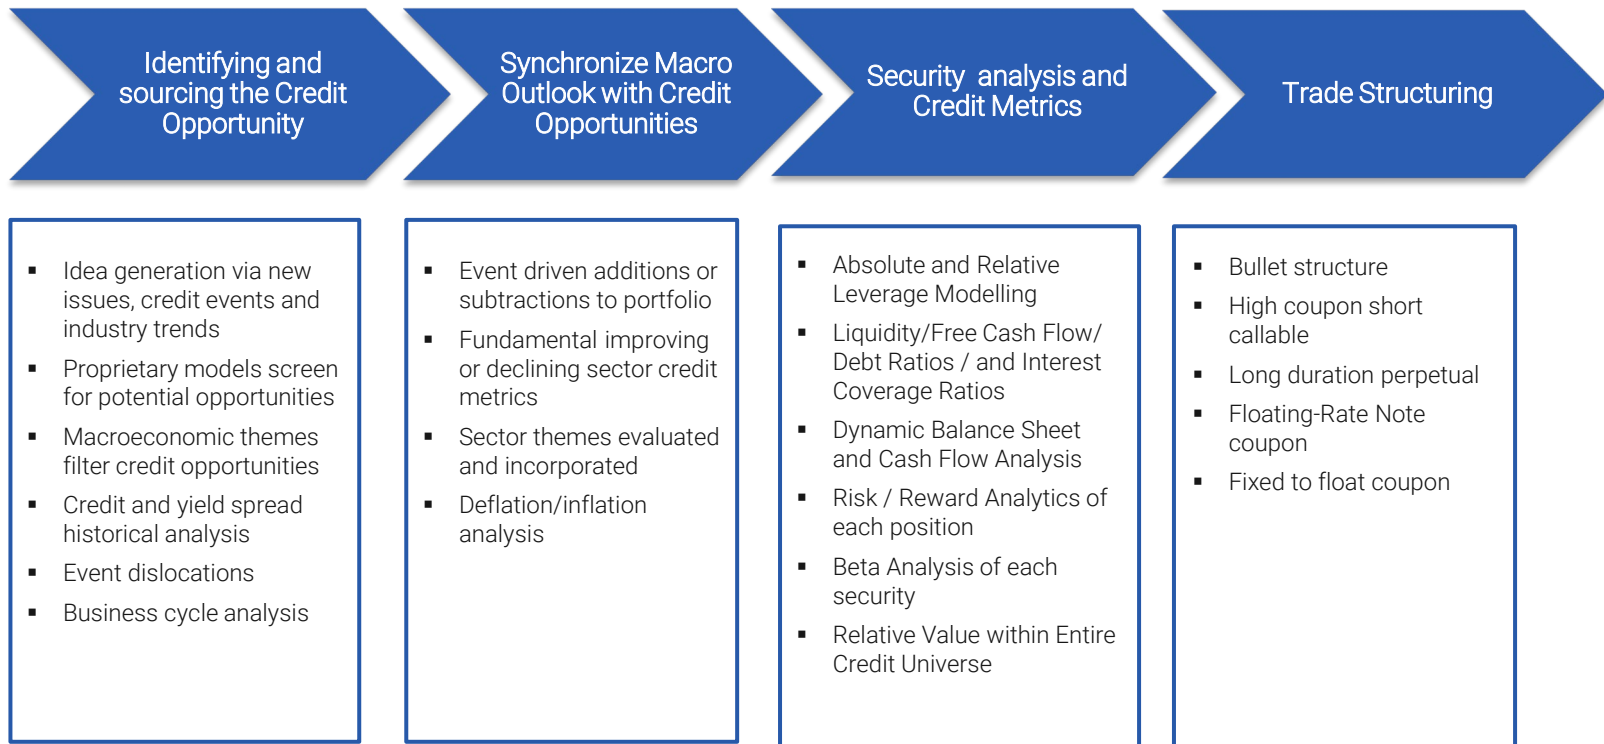 Identifying and
sourcing the Credit
Opportunity
Synchronize Macro
Outlook with Credit
Opportunities
Security analysis and
Credit Metrics
Trade Structuring
▪ Idea generation via new
issues, credit events and
industry trends
▪ Proprietary models screen
for potential opportunities
▪ Macroeconomic themes
filter credit opportunities
▪ Credit and yield spread
historical analysis
▪ Event dislocations
▪ Business cycle analysis
▪ Event driven additions or
subtractions to portfolio
▪ Fundamental improving
or declining sector credit
metrics
▪ Sector themes evaluated
and incorporated
▪ Deflation/inflation
analysis
▪ Absolute and Relative
Leverage Modelling
▪ Liquidity/Free Cash Flow/
Debt Ratios / and Interest
Coverage Ratios
▪ Dynamic Balance Sheet
and Cash Flow Analysis
▪ Risk / Reward Analytics of
each position
▪ Beta Analysis of each
security
▪ Relative Value within Entire
Credit Universe
▪ Bullet structure
▪ High coupon short
callable
▪ Long duration perpetual
▪ Floating-Rate Note
coupon
▪ Fixed to float coupon